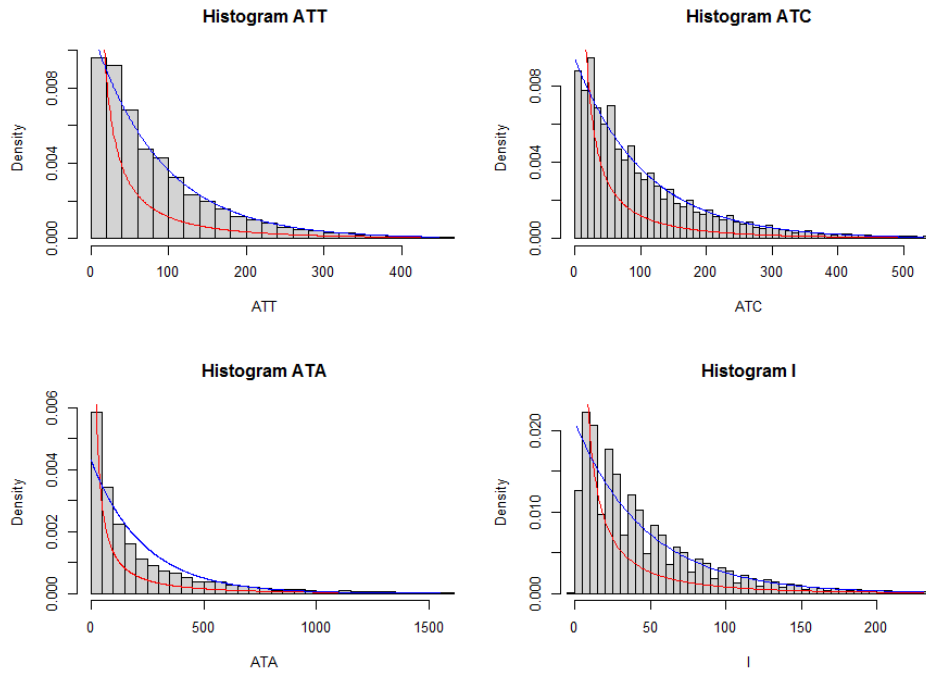 Histogram ATT
Density
0.000
0.004
0.008
0
100
200
300
400
ATT
Histogram ATC
Density
0.000
0.004
0.008
0
100
200
300
400
500
ATC
Histogram ATA
Density
0.000
0.002
0.004
0.006
0
500
1000
1500
ATA
Histogram I
Density
0.000
0.010
0.020
0
50
100
150
200
I